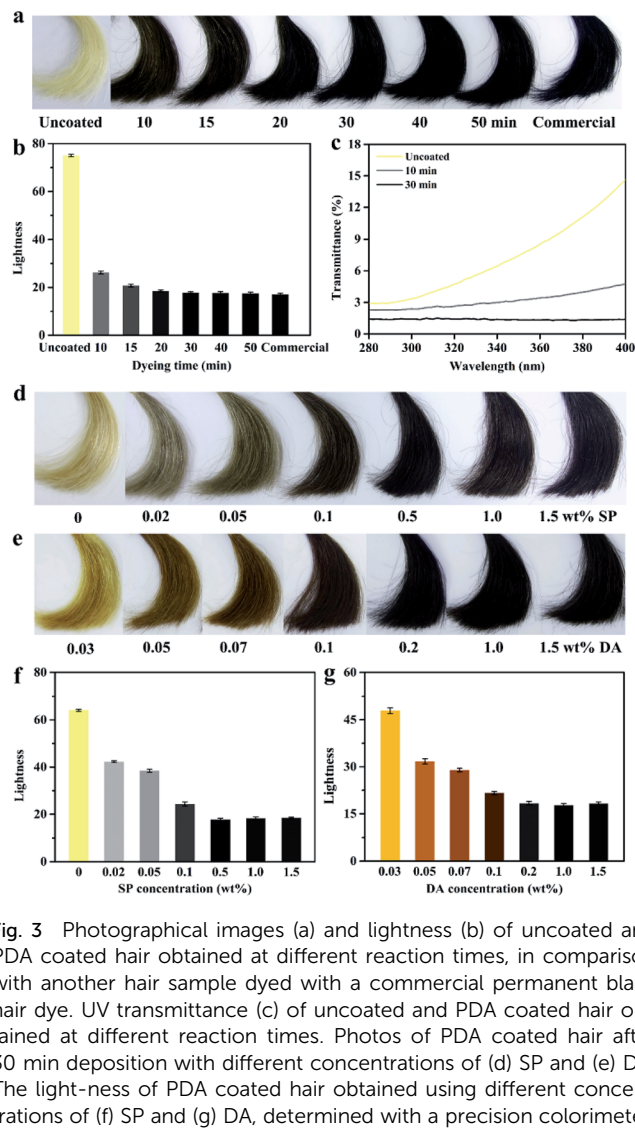 a
Uncoated 10 15 20 30 40 50 min Commercial
b
80
60
40
20
0
Lightness
Uncoated 10 15 20 30 40 50 Commercial
Dyeing time (min)
c
18
15
12
9
6
3
0
Transmittance (%)
Uncoated
10 min
30 min
280 300 320 340 360 380 400
Wavelength (nm)
d
0 0.02 0.05 0.1 0.5 1.0 1.5 wt% SP
e
0.03 0.05 0.07 0.1 0.2 1.0 1.5 wt% DA
f
80
60
40
20
0
Lightness
0 0.02 0.05 0.1 0.5 1.0 1.5
SP concentration (wt%)
g
60
45
30
15
0
Lightness
0.03 0.05 0.07 0.1 0.2 1.0 1.5
DA concentration (wt%)
3 Photographical images (a) and lightness (b) of uncoated
PDA coated hair obtained at different reaction times, in
with another hair sample dyed with a commercial permanent
hair dye. UV transmittance (c) of uncoated and PDA coated hair
at different reaction times. Photos of PDA coated hair
30 min deposition with different concentrations of (d) SP and (e)
The light-ness of PDA coated hair obtained using different
of (f) SP and (g) DA, determined with a precision